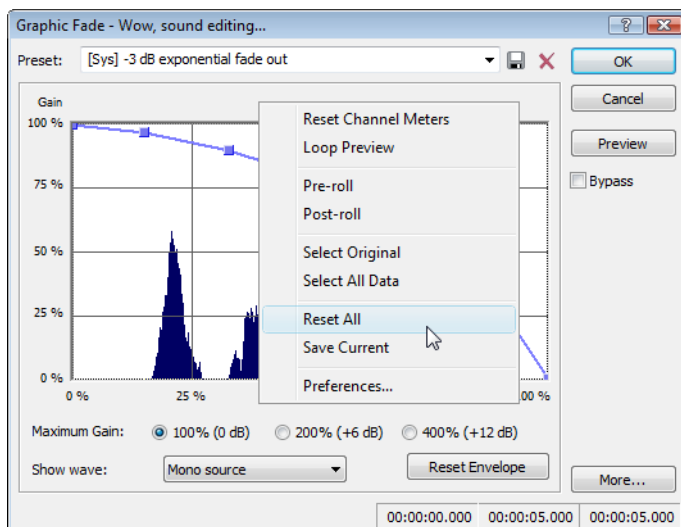 Graphic Fade - Wow, sound editing...
Preset: [Sys] -3 dB exponential fade out
OK
Cancel
Preview
Bypass
Gain
100 %
75 %
50 %
25 %
0 %
0 % 25 % 00 %
Reset Channel Meters
Loop Preview
Pre-roll
Post-roll
Select Original
Select All Data
Reset All
Save Current
Preferences...
Maximum Gain: 100% (0 dB) 200% (+6 dB) 400% (+12 dB)
Show wave: Mono source Reset Envelope
More...
00:00:00.000 00:00:05.000 00:00:05.000